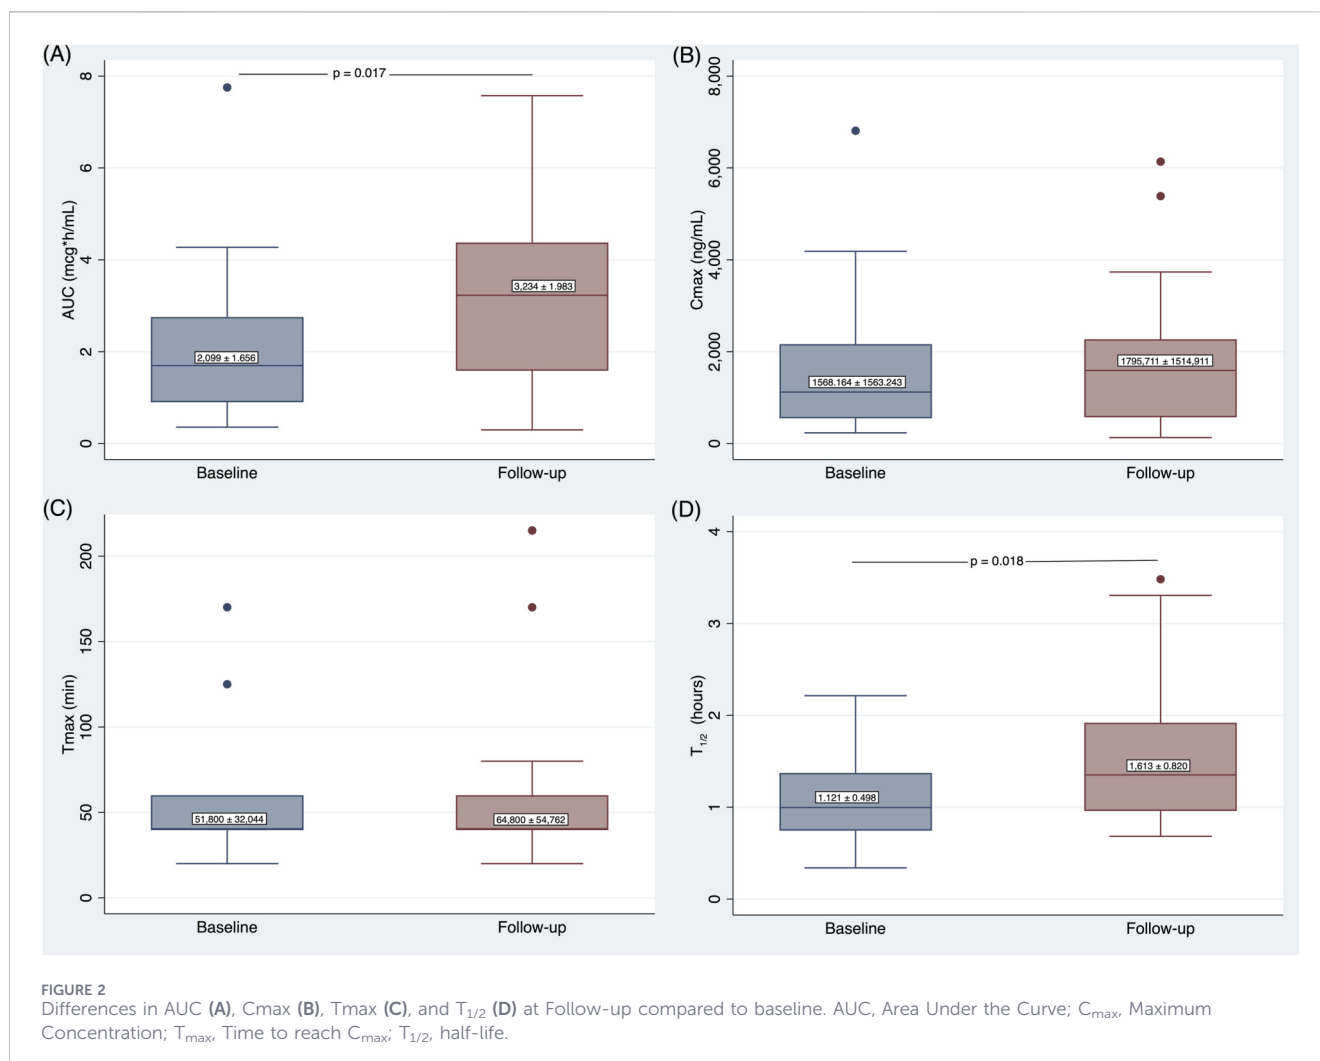 (A)
p = 0.017
8
6
4
2
0
AUC (mcg*h/mL)
2,099 ± 1.656
3,234 ± 1.983
Baseline
Follow-up
(B)
8,000
6,000
4,000
2,000
0
Cmax (ng/mL)
1568.164 ± 1563.243
1795,711 ± 1514,911
Baseline
Follow-up
(C)
200
150
100
50
0
Tmax (min)
51,800 ± 32,044
64,800 ± 54,762
Baseline
Follow-up
(D)
p = 0.018
4
3
2
1
0
T1/2 (hours)
1.121 ± 0.498
1,613 ± 0.820
Baseline
Follow-up
FIGURE 2
Differences in AUC (A), Cmax (B), Tmax (C), and T1/2 (D) at Follow-up compared to baseline. AUC, Area Under the Curve; Cmax, Maximum
Concentration; Tmax, Time to reach Cmax; T1/2, half-life.